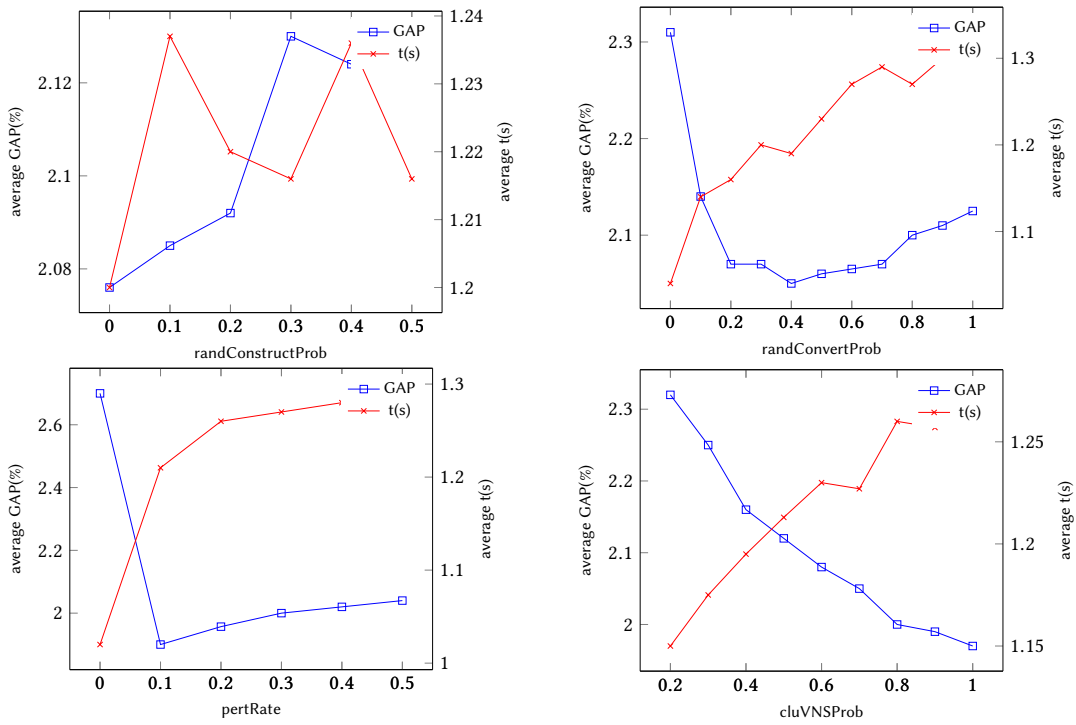 1.24
GAP
t(s)
2.12
1.23
average GAP(%)
1.22
average t(s)
2.1
1.21
2.08
1.2
0 0.1 0.2 0.3 0.4 0.5
randConstructProb
GAP
t(s)
2.3
1.3
average GAP(%)
2.2
1.2
average t(s)
2.1
1.1
0 0.2 0.4 0.6 0.8 1
randConvertProb
GAP
t(s)
1.3
2.6
average GAP(%)
2.4
1.2
average t(s)
2.2
1.1
2
1
0 0.1 0.2 0.3 0.4 0.5
pertRate
GAP
t(s)
2.3
1.25
average GAP(%)
2.2
average t(s)
2.1
1.2
2
1.15
0.2 0.4 0.6 0.8 1
cluVNSProb